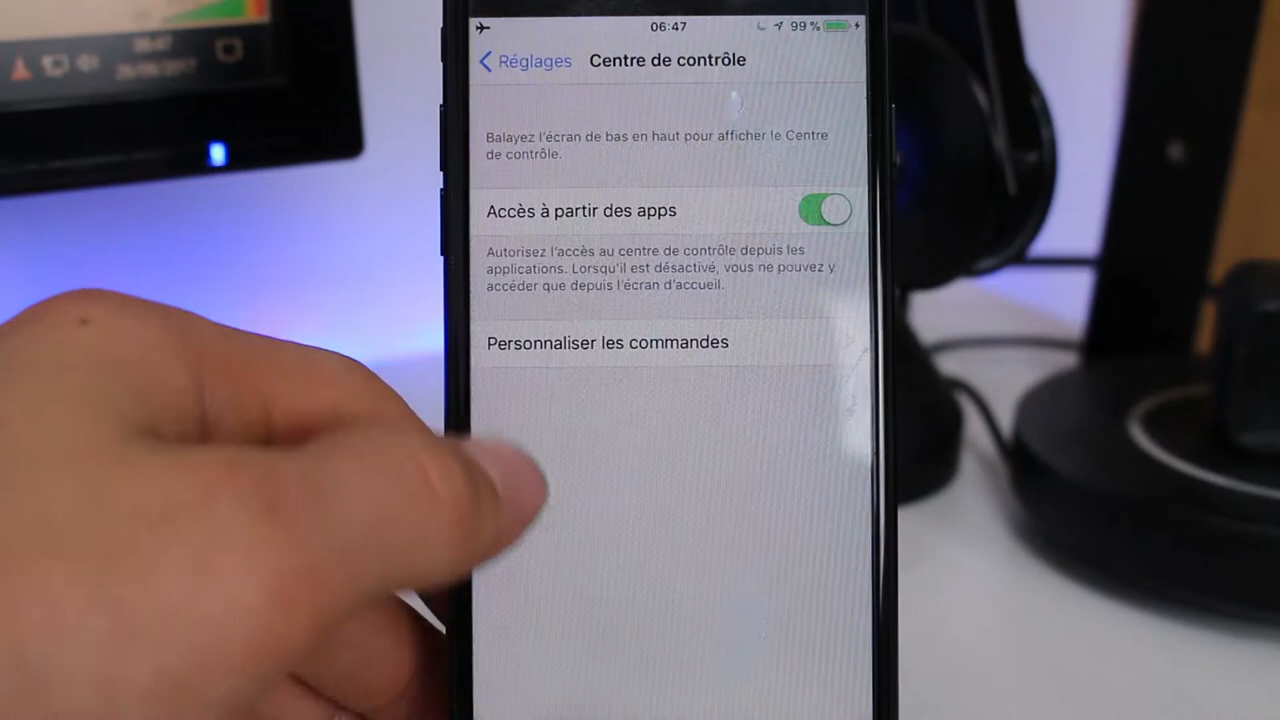 06:47
99 %
Réglages
Centre de contrôle
Balayez l'écran de bas en haut pour afficher le Centre
de contrôle.
Accès à partir des apps
Autorisez l'accès au centre de contrôle depuis les
applications. Lorsqu'il est désactivé, vous ne pouvez y
accéder que depuis l'écran d'accueil.
Personnaliser les commandes